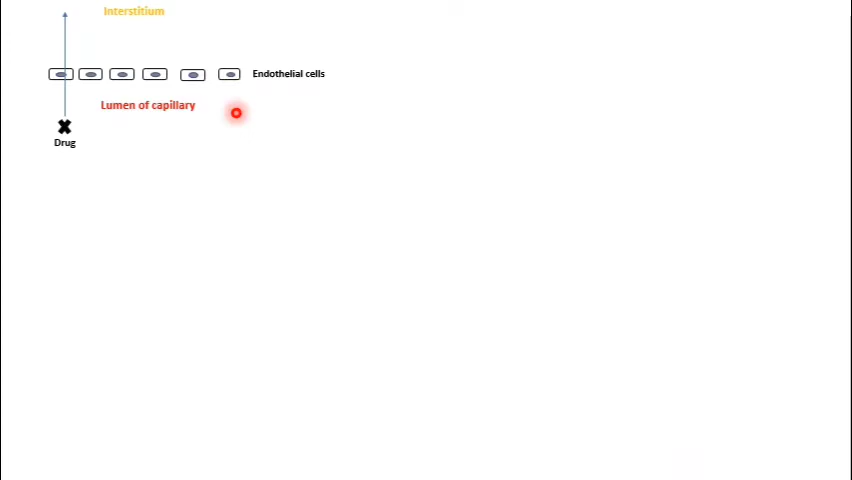 Interstitium
Endothelial cells
Lumen of capillary
Drug